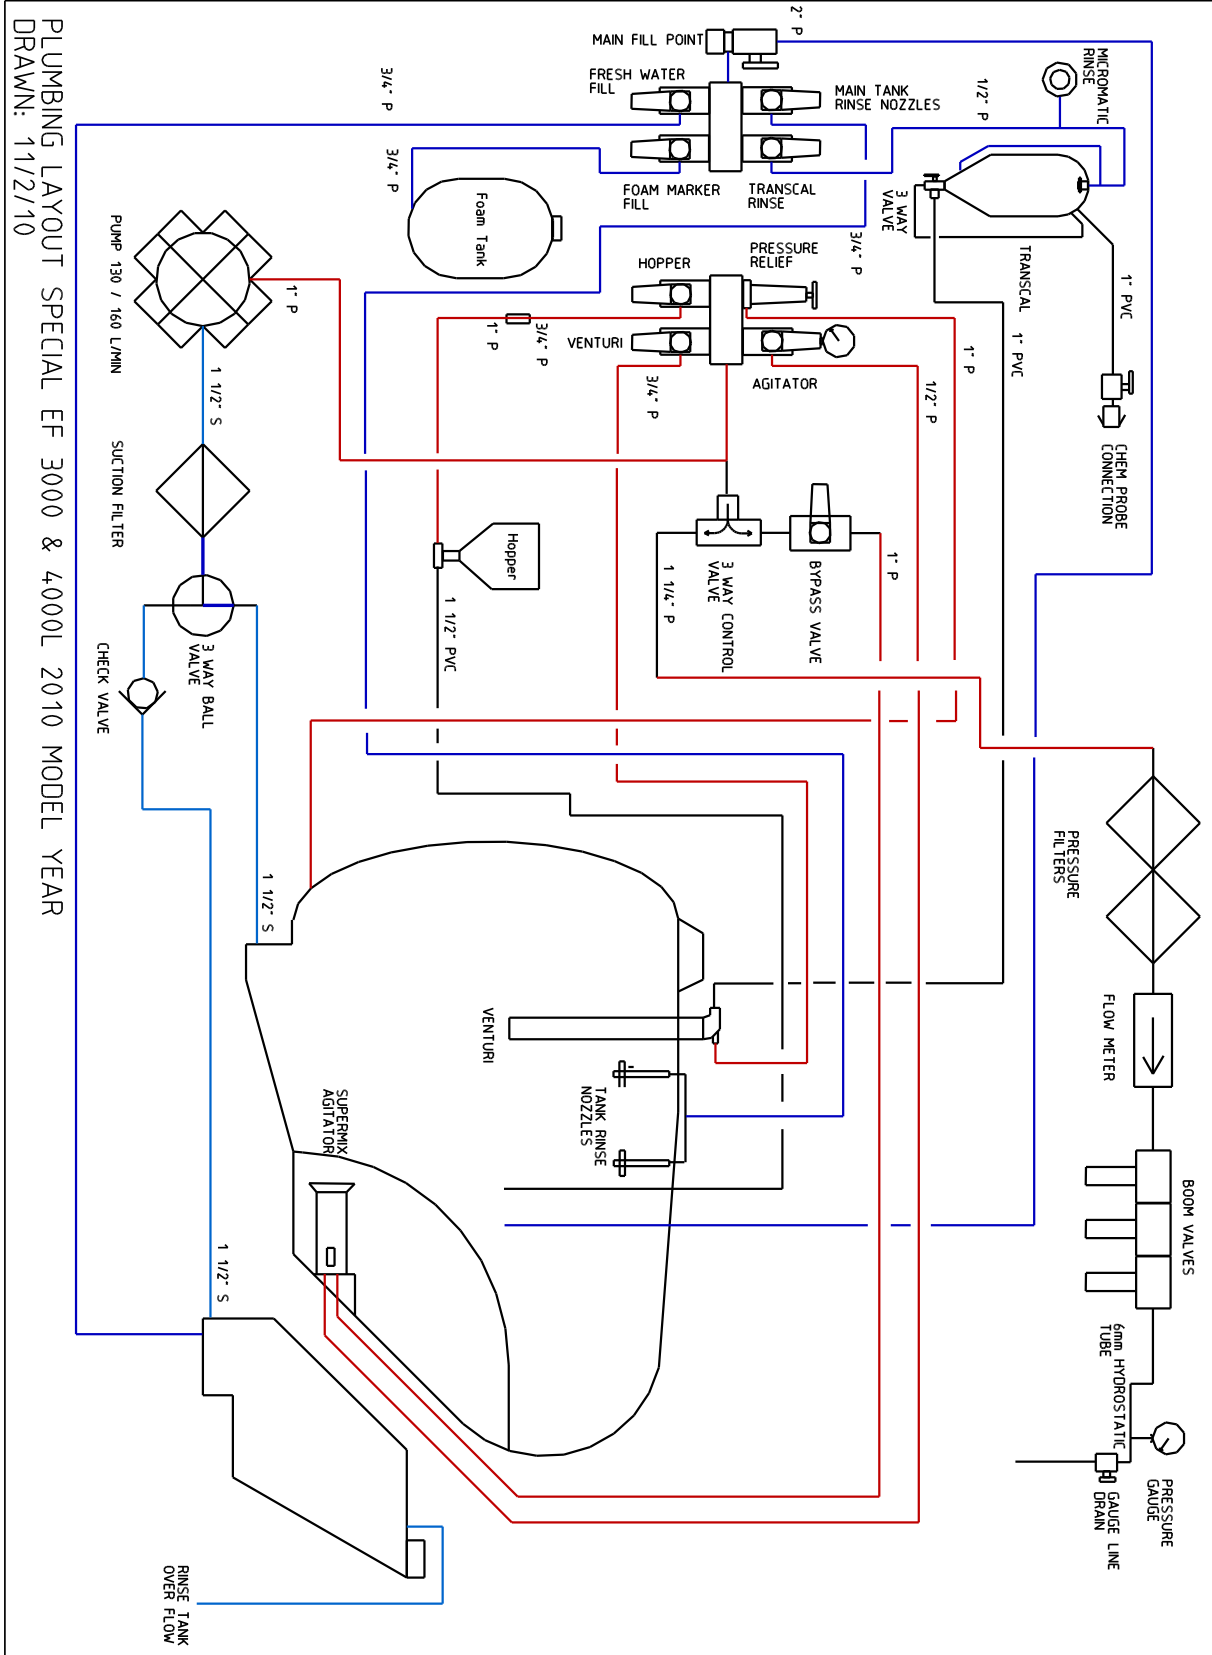 2" P
MAIN FILL POINT
FRESH WATER
FILL
MAIN TANK
RINSE NOZZLES
MICROMATIC
RINSE
1/2" P
3/4" P
3/4" P
FOAM MARKER
FILL
TRANSCAL
RINSE
3 WAY
VALVE
TRANSCAL
Foam Tank
3/4" P
HOPPER
PRESSURE
RELIEF
1" PVC
1" PVC
PUMP 130 / 160 L/MIN
1" P
1" P
3/4" P
VENTURI
3/4" P
AGITATOR
1/2" P
1" P
CHEM PROBE
CONNECTION
1 1/2" S
SUCTION FILTER
Hopper
1 1/2" PVC
1 1/4" P
3 WAY CONTROL
VALVE
BYPASS VALVE
1" P
3 WAY BALL
VALVE
CHECK VALVE
PRESSURE
FILTERS
1 1/2" S
VENTURI
FLOW METER
SUPERMIX
AGITATOR
TANK RINSE
NOZZLES
BOOM VALVES
1 1/2" S
6mm HYDROSTATIC
TUBE
PRESSURE
GAUGE
GAUGE LINE
DRAIN
RINSE TANK
OVER FLOW
PLUMBING LAYOUT SPECIAL EF 3000 & 4000L 2010 MODEL YEAR
DRAWN: 11/2/10